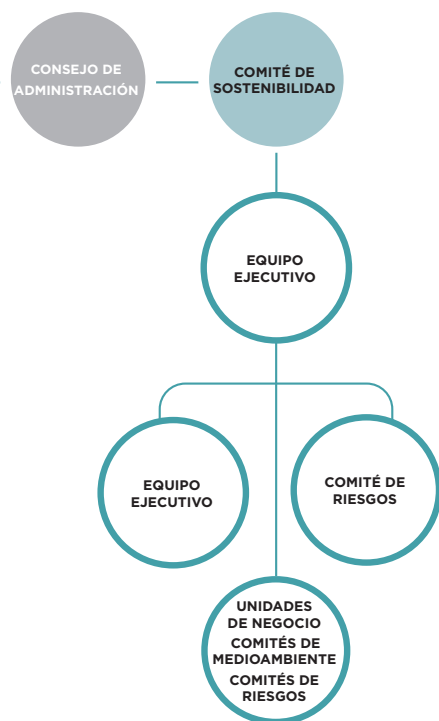 CONSEJO DE
ADMINISTRACIÓN
COMITÉ DE
SOSTENIBILIDAD
EQUIPO
EJECUTIVO
EQUIPO
EJECUTIVO
COMITÉ DE
RIESGOS
UNIDADES
DE NEGOCIO
COMITÉS DE
MEDIOAMBIENTE
COMITÉS DE
RIESGOS